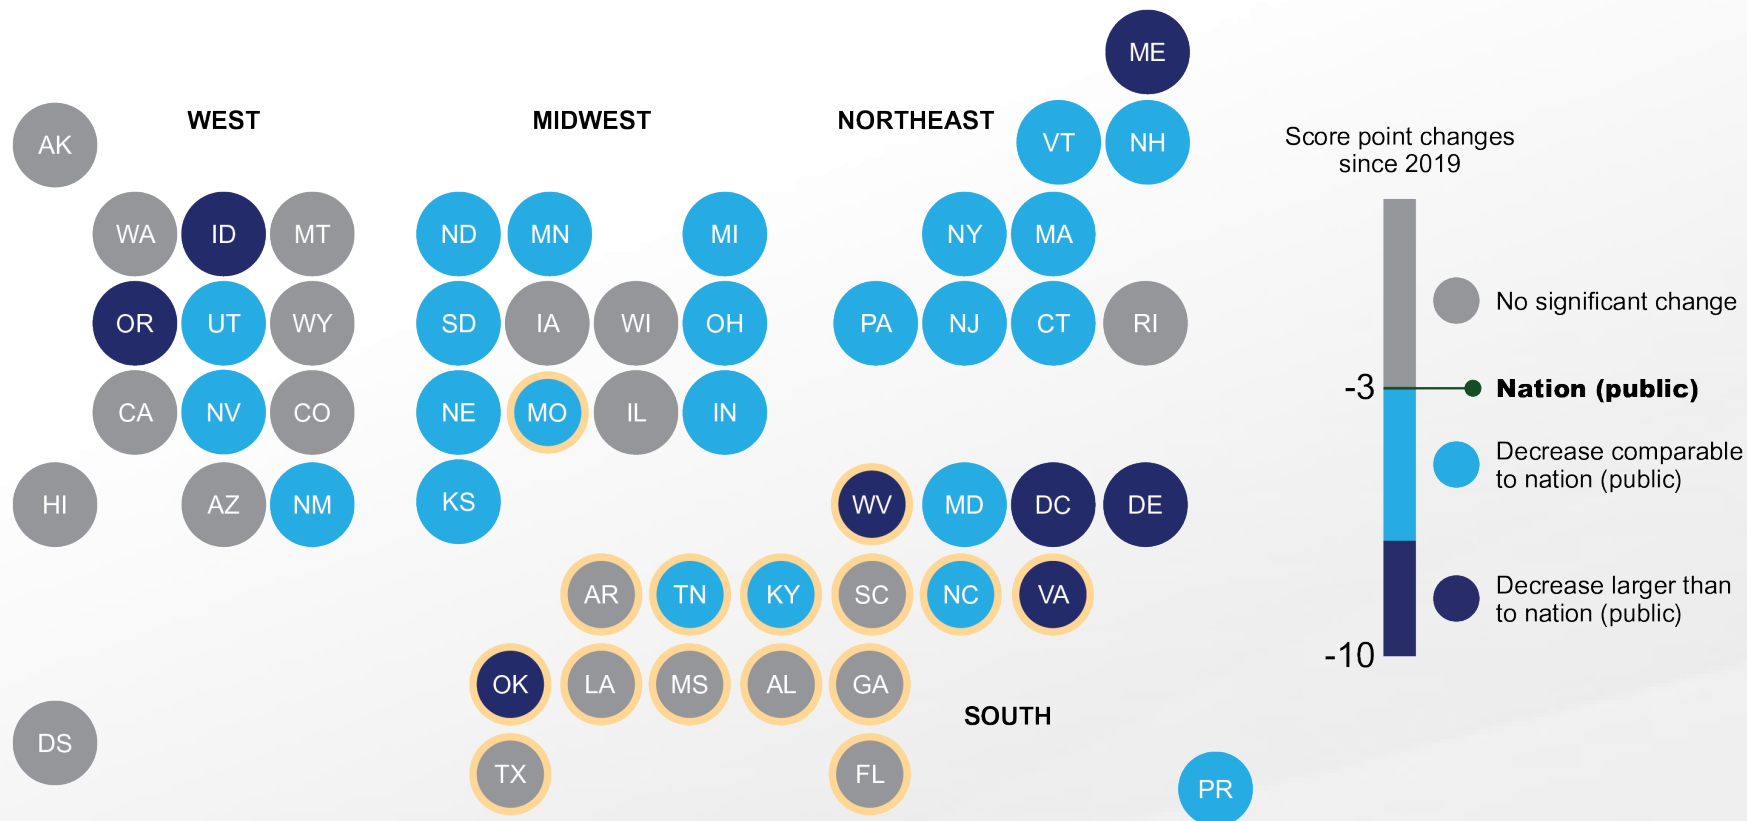 ME
WEST
MIDWEST
NORTHEAST
AK
VT
NH
Score point changes
since 2019
WA
ID
MT
ND
MN
MI
NY
MA
OR
UT
WY
SD
IA
WI
OH
PA
NJ
CT
RI
No significant change
-3
Nation (public)
CA
NV
CO
NE
MO
IL
IN
Decrease comparable
to nation (public)
HI
AZ
NM
KS
WV
MD
DC
DE
AR
TN
KY
SC
NC
VA
Decrease larger than
to nation (public)
-10
OK
LA
MS
AL
GA
SOUTH
DS
TX
FL
PR